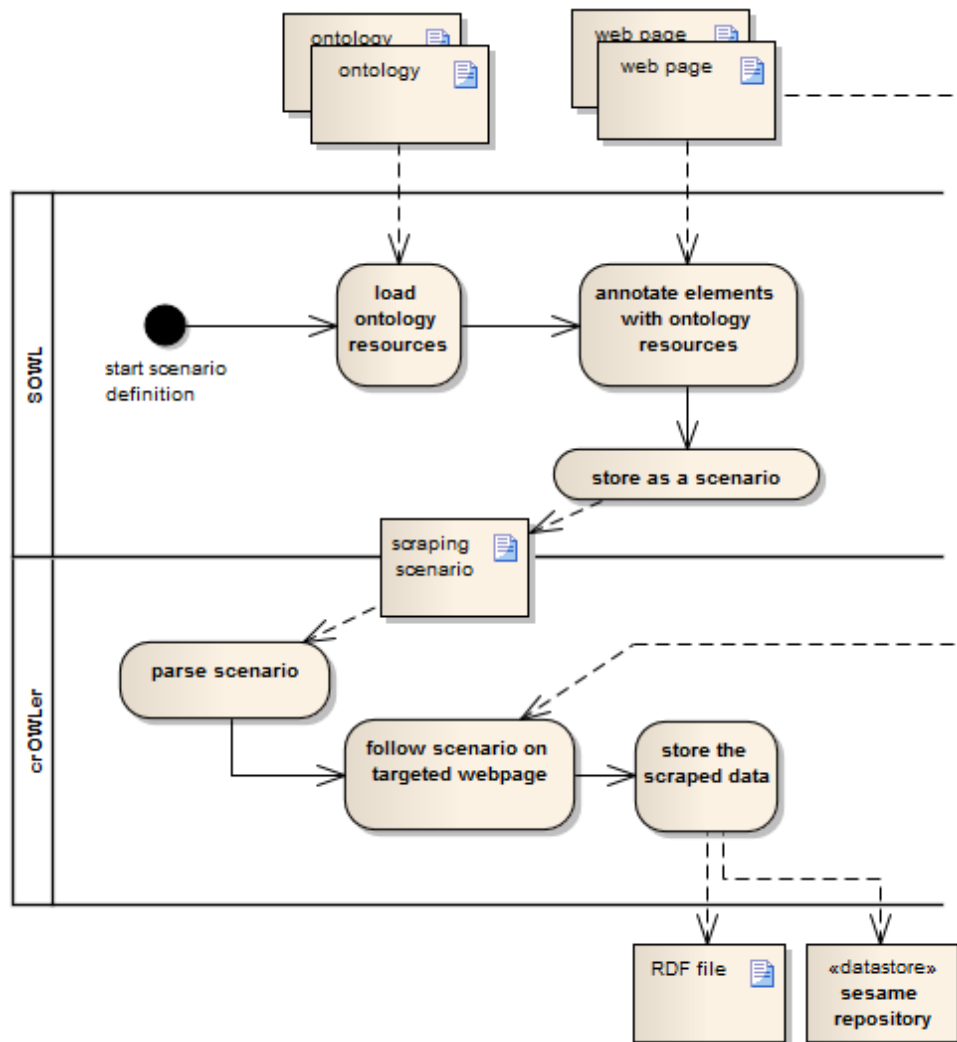 ontology
ontology
web page
web page
SOWL
start scenario
definition
load
ontology
resources
annotate elements
with ontology
resources
store as a scenario
scraping
scenario
crOWLer
parse scenario
follow scenario on
targeted webpage
store the
scraped data
RDF file
«datastore»
sesame
repository